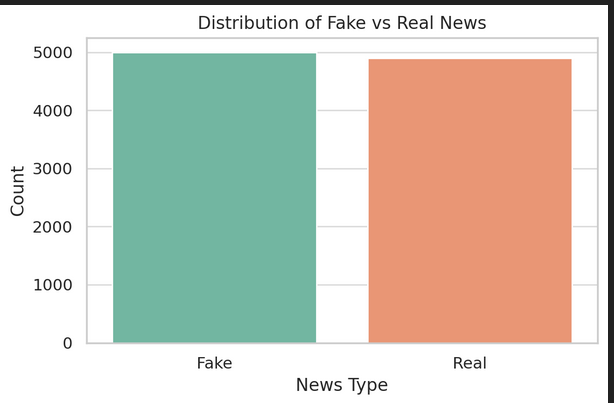 Distribution of Fake vs Real News
Count
5000
4000
3000
2000
1000
0
Fake Real
News Type